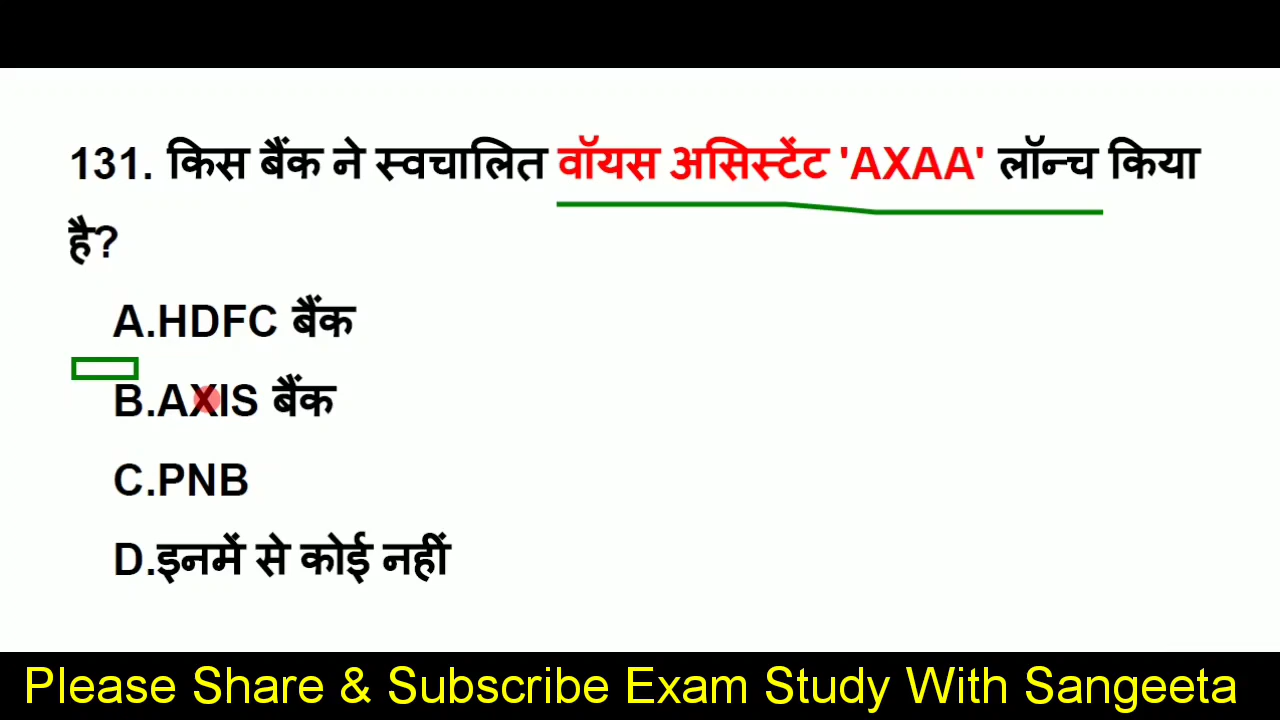 131. किस बैंक ने स्वचालित वॉयस असिस्टेंट 'AXAA' लॉन्च किया
है?
A.HDFC बैंक
B.AXIS बैंक
C.PNB
D.इनमें से कोई नहीं
Please Share & Subscribe Exam Study With Sangeeta